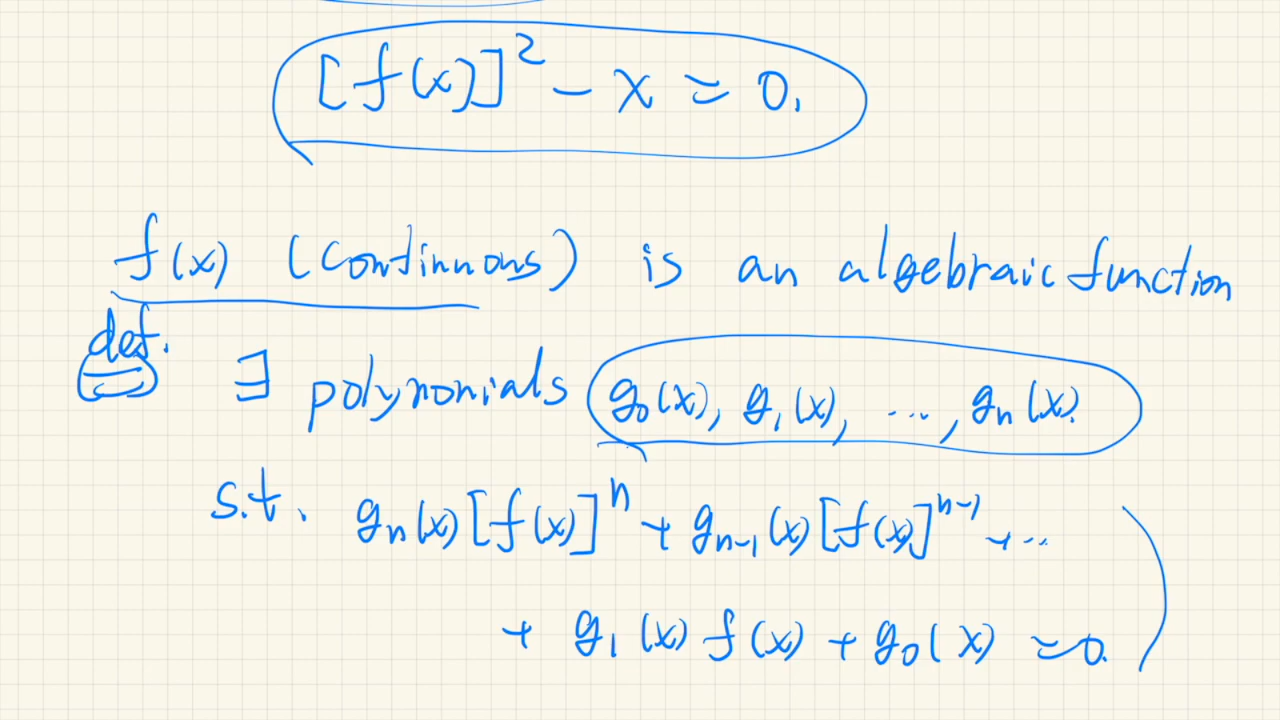 [f(x)]² - x = 0.
f(x) (continuous) is an algebraic function
def.
⇔ ∃ polynomials g₀(x), g₁(x), ..., gₙ(x).
s.t. gₙ(x)[f(x)]ⁿ + gₙ₋₁(x)[f(x)]ⁿ⁻¹ + ...
+ g₁(x) f(x) + g₀(x) = 0.